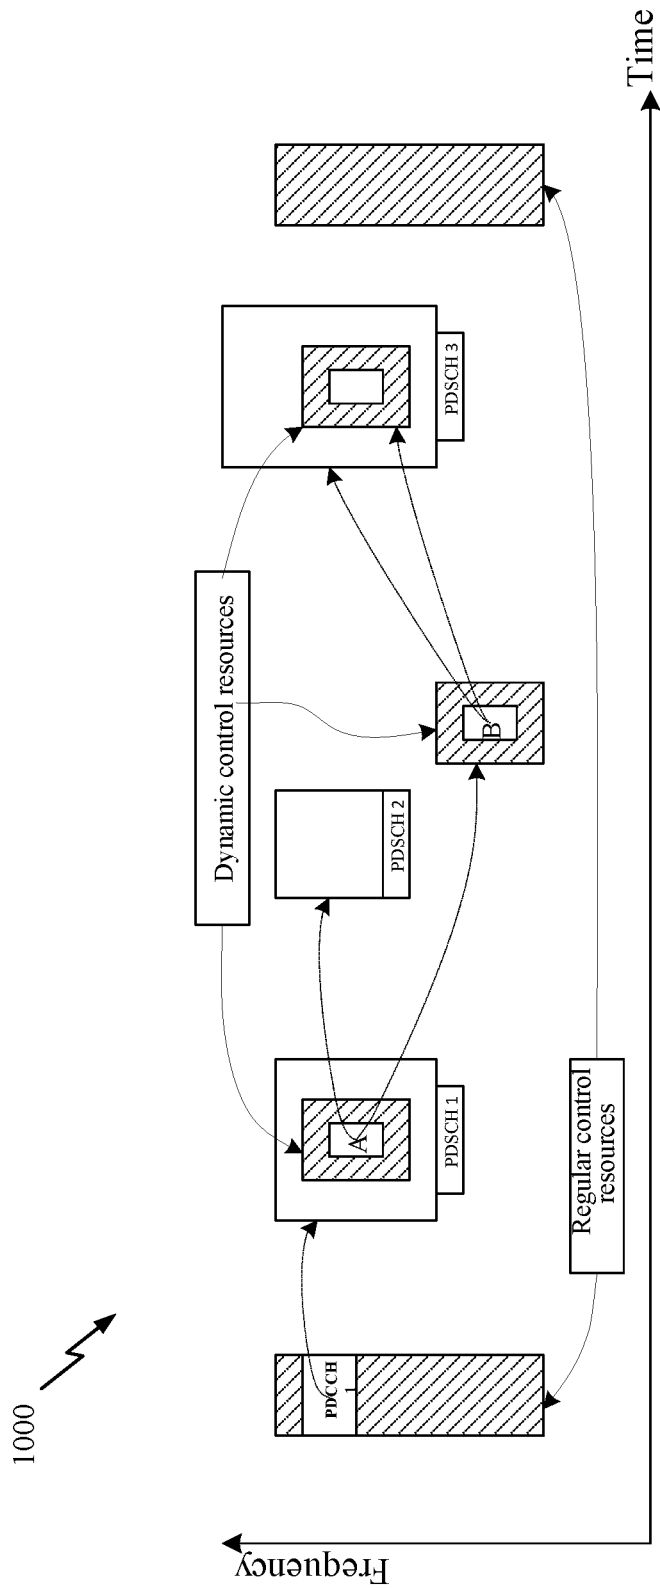 1000
Dynamic control resources
PDCCH
1
A
PDSCH 1
PDSCH 2
B
PDSCH 3
Regular control
resources
Frequency
Time